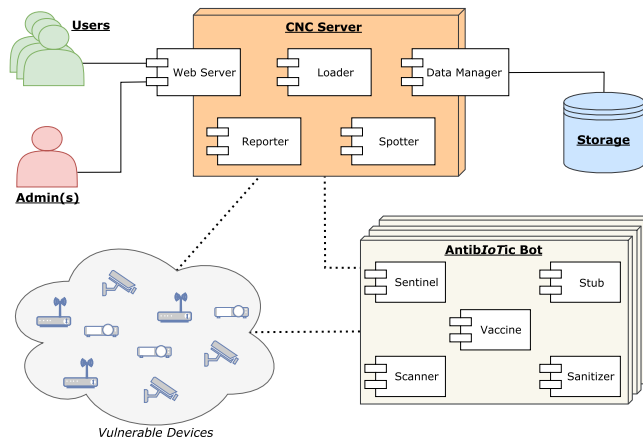 Users
CNC Server
Web Server
Loader
Data Manager
Reporter
Spotter
Storage
Admin(s)
AntibIoTic Bot
Sentinel
Stub
Vaccine
Scanner
Sanitizer
Vulnerable Devices